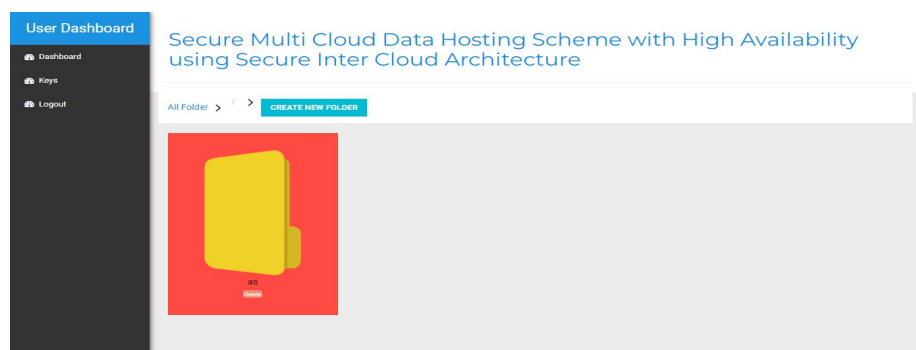 User Dashboard
Dashboard
Keys
Logout
Secure Multi Cloud Data Hosting Scheme with High Availability
using Secure Inter Cloud Architecture
All Folder > / > CREATE NEW FOLDER
as
Delete